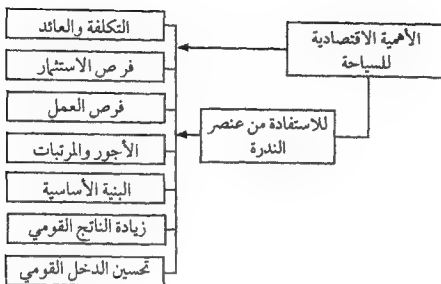 الأهمية الاقتصادية
للسياحة
للاستفادة من عنصر
الندرة
التكلفة والعائد
فرص الاستثمار
فرص العمل
الأجور والمرتبات
البنية الأساسية
زيادة الناتج القومي
تحسين الدخل القومي